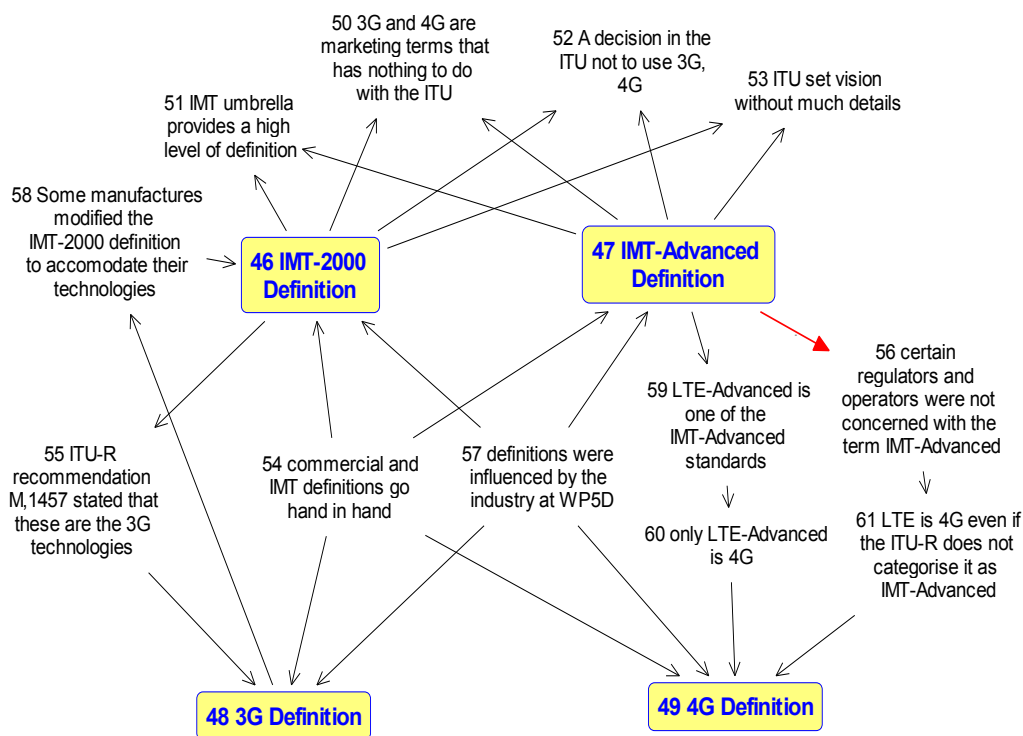 50 3G and 4G are
marketing terms that
has nothing to do
with the ITU
52 A decision in the
ITU not to use 3G,
4G
53 ITU set vision
without much details
51 IMT umbrella
provides a high
level of definition
58 Some manufactures
modified the
IMT-2000 definition
to accomodate their
technologies
46 IMT-2000
Definition
47 IMT-Advanced
Definition
59 LTE-Advanced is
one of the
IMT-Advanced
standards
56 certain
regulators and
operators were not
concerned with the
term IMT-Advanced
55 ITU-R
recommendation
M,1457 stated that
these are the 3G
technologies
54 commercial and
IMT definitions go
hand in hand
57 definitions were
influenced by the
industry at WP5D
60 only LTE-Advanced
is 4G
61 LTE is 4G even if
the ITU-R does not
categorise it as
IMT-Advanced
48 3G Definition
49 4G Definition